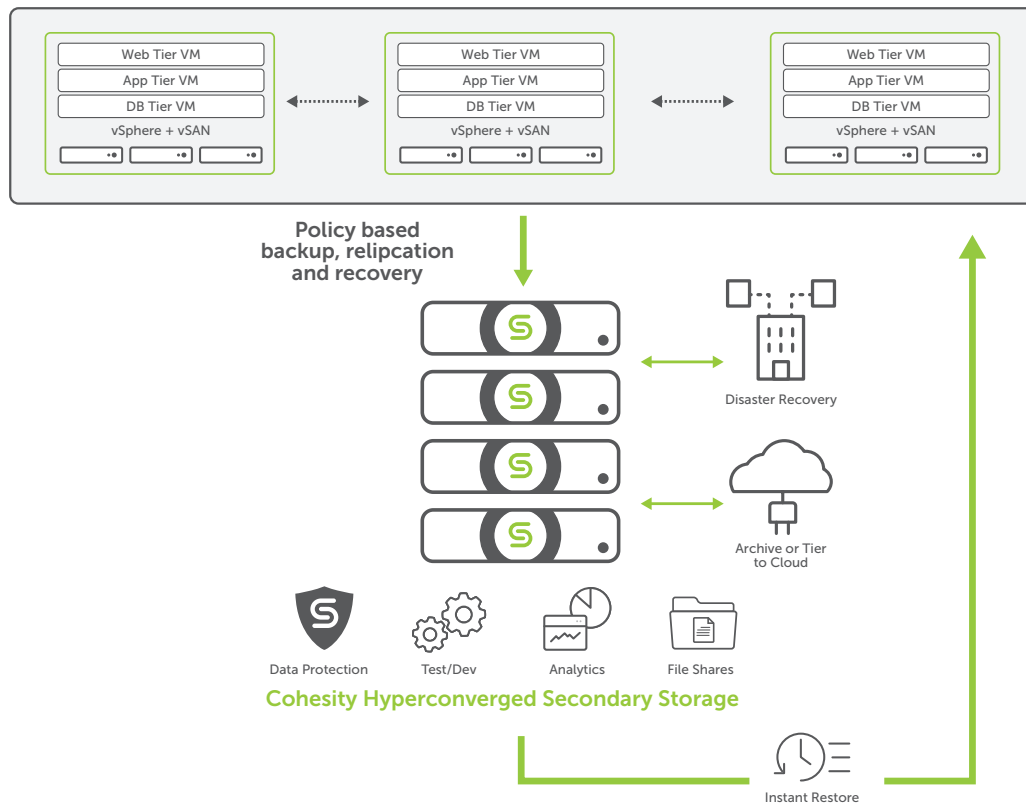 Web Tier VM
App Tier VM
DB Tier VM
vSphere + vSAN
Web Tier VM
App Tier VM
DB Tier VM
vSphere + vSAN
Web Tier VM
App Tier VM
DB Tier VM
vSphere + vSAN
Policy based
backup, relipcation
and recovery
Disaster Recovery
Archive or Tier
to Cloud
Data Protection
Test/Dev
Analytics
File Shares
Cohesity Hyperconverged Secondary Storage
Instant Restore